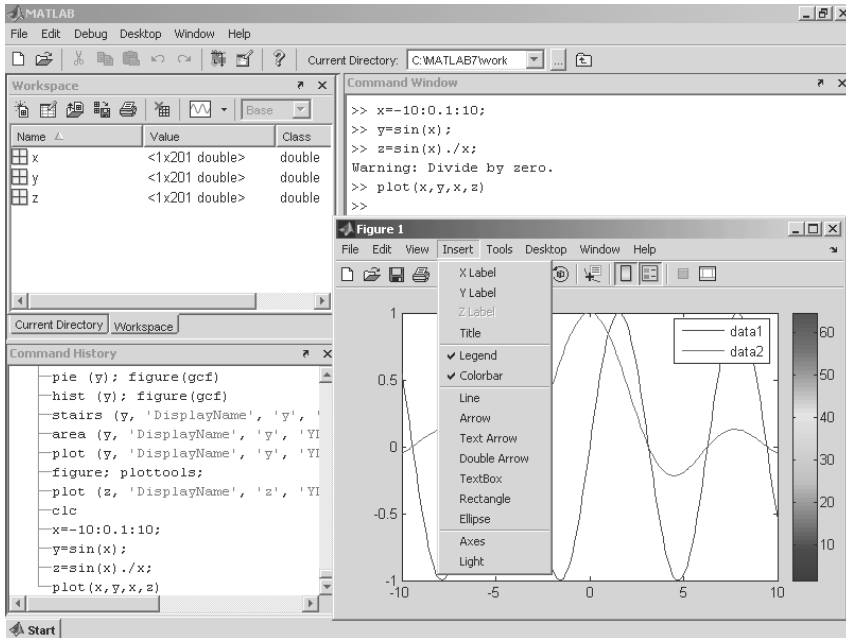 MATLAB
File Edit Debug Desktop Window Help
Current Directory: C:\MATLAB7\work
Workspace
Base
Name Value Class
x <1x201 double> double
y <1x201 double> double
z <1x201 double> double
Current Directory Workspace
Command History
pie (y); figure(gcf)
hist (y); figure(gcf)
stairs (y, 'DisplayName', 'y', '
area (y, 'DisplayName', 'y', 'YI
plot (y, 'DisplayName', 'y', 'YI
figure; plottools;
plot (z, 'DisplayName', 'z', 'YI
clc
x=-10:0.1:10;
y=sin(x);
z=sin(x)./x;
plot(x,y,x,z)
Command Window
>> x=-10:0.1:10;
>> y=sin(x);
>> z=sin(x)./x;
Warning: Divide by zero.
>> plot(x,y,x,z)
>>
Figure 1
File Edit View Insert Tools Desktop Window Help
X Label
Y Label
Z Label
Title
Legend
Colorbar
Line
Arrow
Text Arrow
Double Arrow
TextBox
Rectangle
Ellipse
Axes
Light
1
0.5
0
-0.5
-1
-10 -5 0 5 10
data1
data2
60
50
40
30
20
10
Start